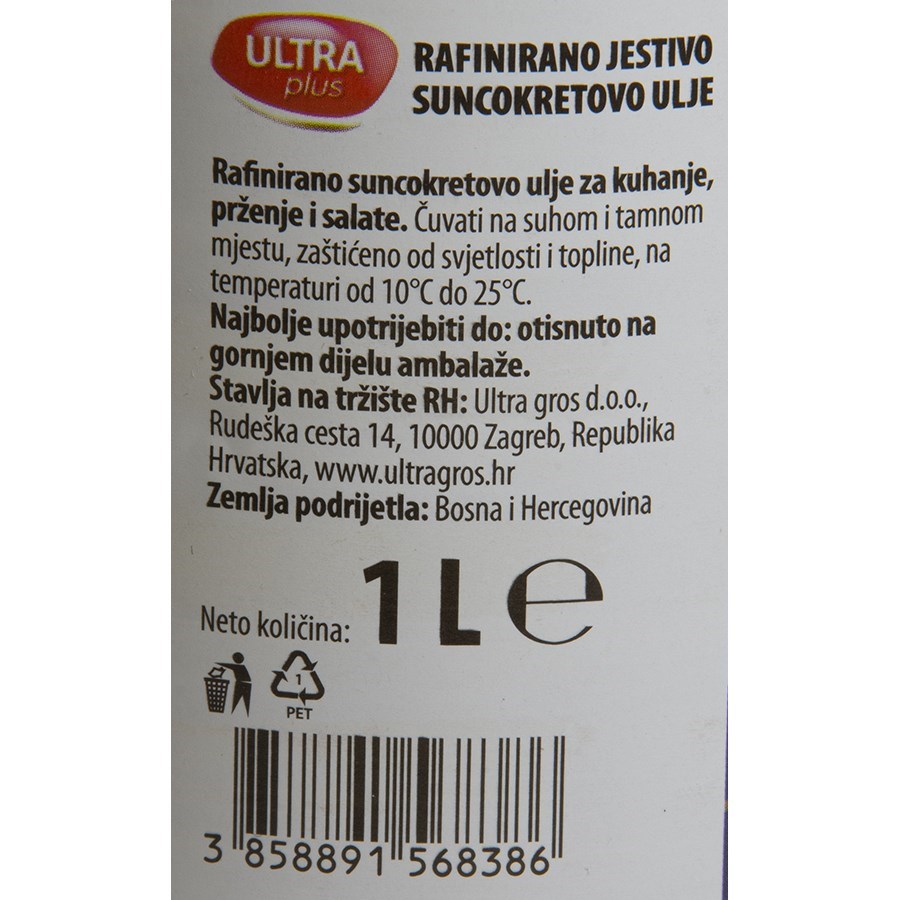 ULTRA
plus
RAFINIRANO JESTIVO
SUNCOKRETOVO ULJE
Rafinirano suncokretovo ulje za kuhanje,
prženje i salate. Čuvati na suhom i tamnom
mjestu, zaštićeno od svjetlosti i topline, na
temperaturi od 10°C do 25°C.
Najbolje upotrijebiti do: otisnuto na
gornjem dijelu ambalaže.
Stavlja na tržište RH: Ultra gros d.o.o.,
Rudeška cesta 14, 10000 Zagreb, Republika
Hrvatska, www.ultragros.hr
Zemlja podrijetla: Bosna i Hercegovina
Neto količina: 1 L ℮
1
PET
3 858891 568386